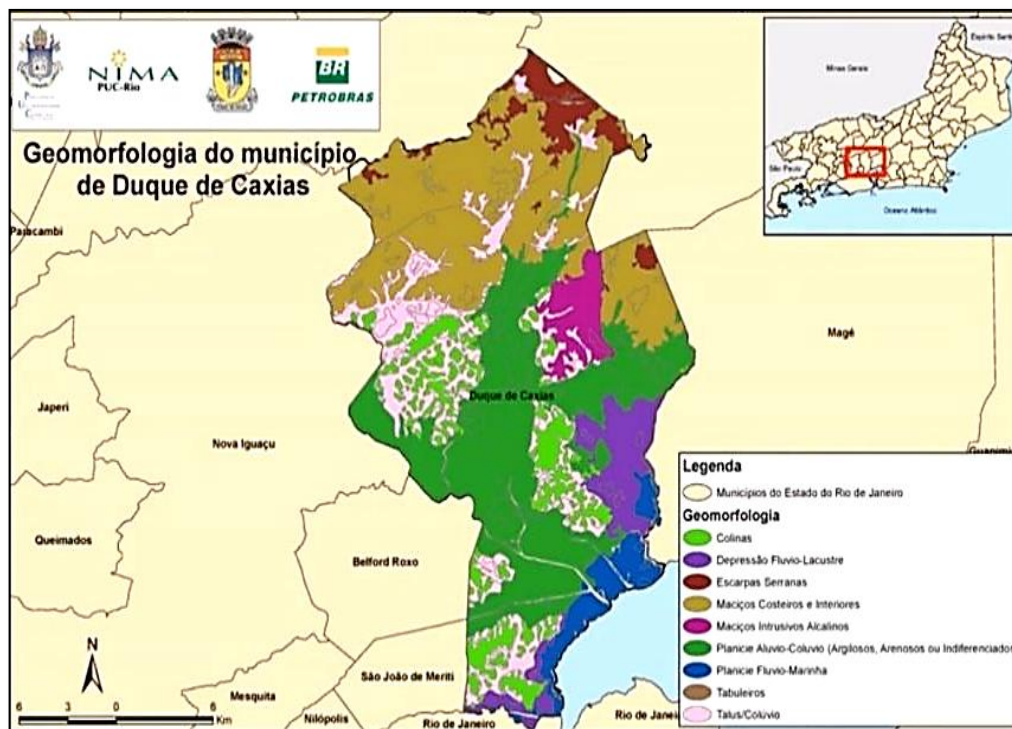 NIMA
PUC-Rio
BR
PETROBRAS
Geomorfologia do município
de Duque de Caxias
Espirito Santo
Minas Gerais
São Paulo
Oceano Atlântico
Paracambi
Magé
Duque de Caxias
Japeri
Nova Iguaçu
Queimados
Belford Roxo
São João de Meriti
Mesquita
Nilópolis
Rio de Janeiro
Rio de Janei
N
6 3 0 6
Km
Legenda
Municípios do Estado do Rio de Janeiro
Geomorfologia
Colinas
Depressão Fluvio-Lacustre
Escarpas Serranas
Maciços Costeiros e Interiores
Maciços Intrusivos Alcalinos
Planicie Aluvio-Coluvio (Argilosos, Arenosos ou Indiferenciados
Planicie Fluvio-Marinha
Tabuleiros
Talus/Colúvio